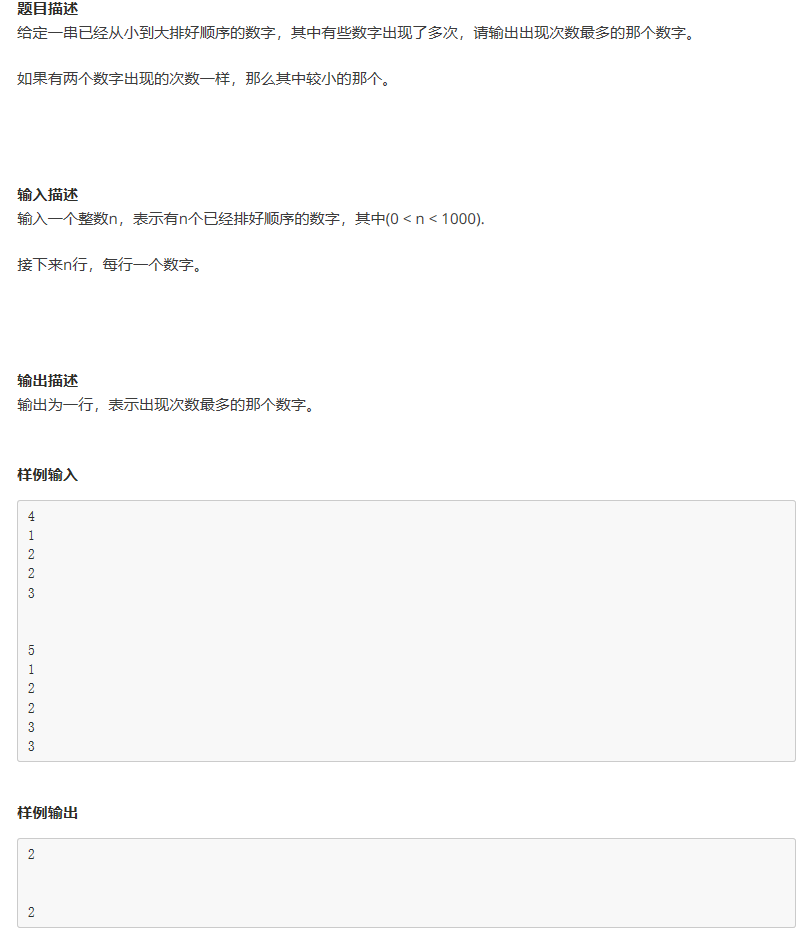 题目描述
给定一串已经从小到大排好顺序的数字，其中有些数字出现了多次，请输出出现次数最多的那个数字。
如果有两个数字出现的次数一样，那么其中较小的那个。
输入描述
输入一个整数n，表示有n个已经排好顺序的数字，其中(0 < n < 1000).
接下来n行，每行一个数字。
输出描述
输出为一行，表示出现次数最多的那个数字。
样例输入
4
1
2
2
3
5
1
2
2
3
3
样例输出
2
2